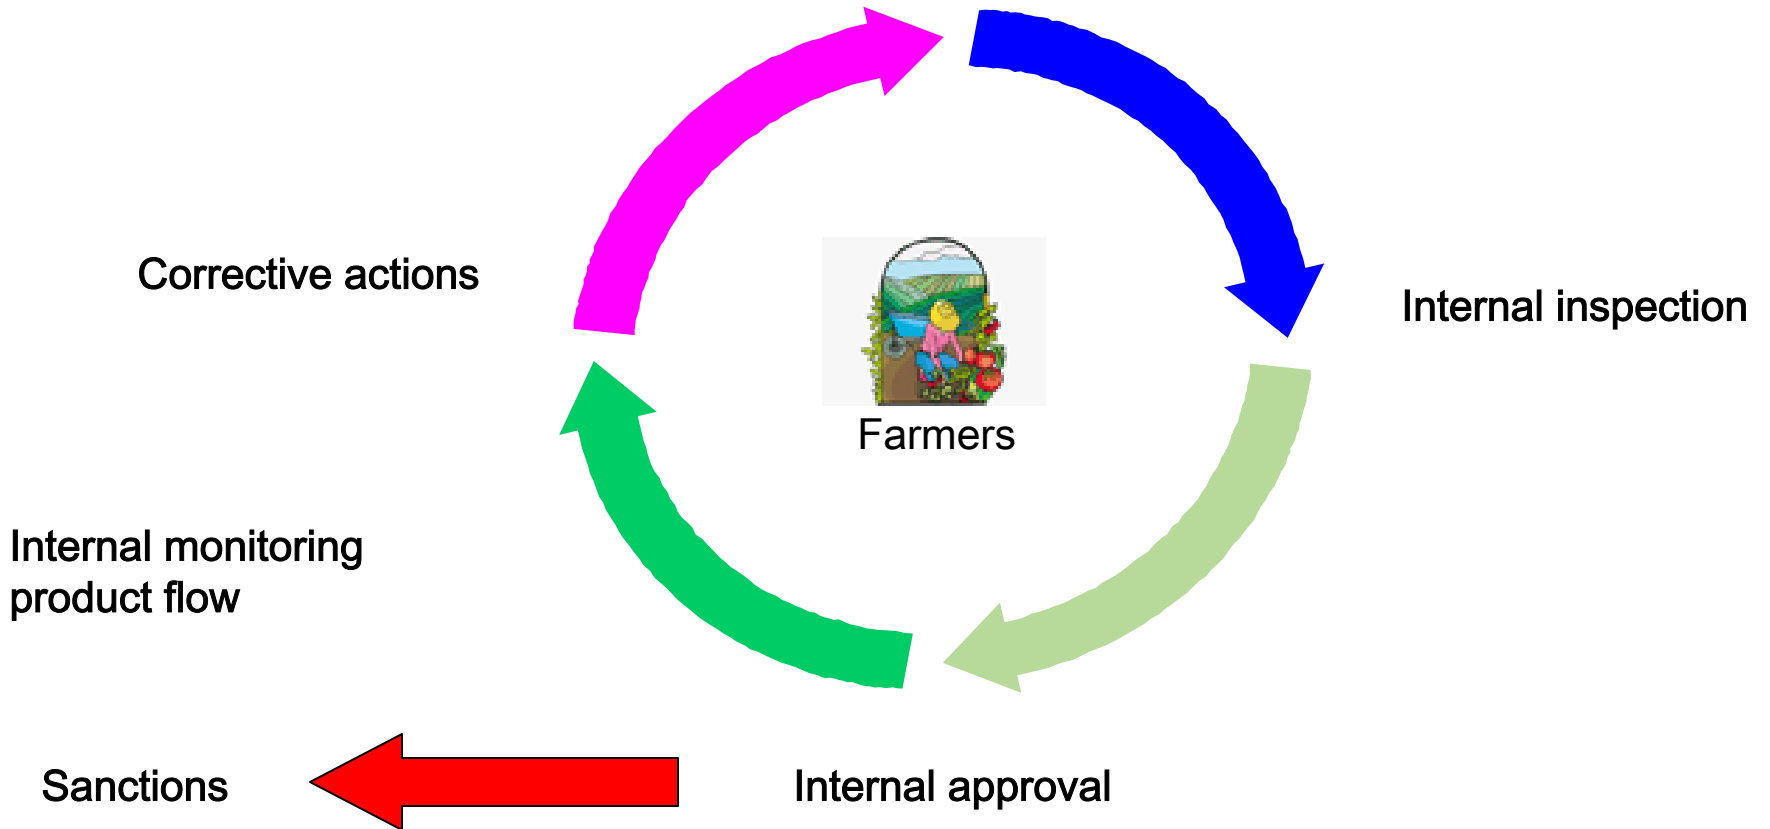 Corrective actions
Internal inspection
Farmers
Internal monitoring
product flow
Sanctions
Internal approval